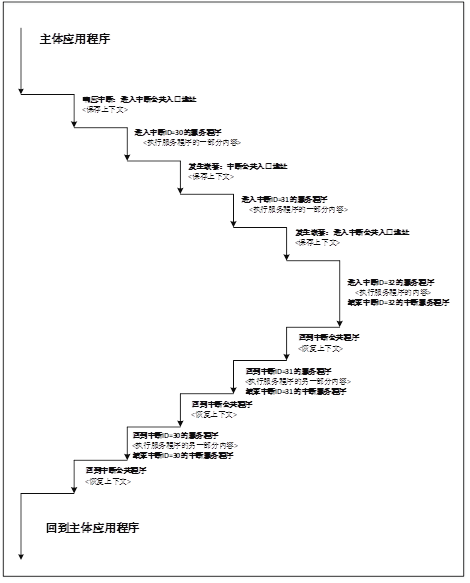 主体应用程序
响应中断：进入中断公共入口地址
<保存上下文>
进入中断ID=30的服务程序
<执行服务程序的一部分内容>
发生嵌套：中断公共入口地址
<保存上下文>
进入中断ID=31的服务程序
<执行服务程序的一部分内容>
发生嵌套：进入中断公共入口地址
<保存上下文>
进入中断ID=32的服务程序
<执行服务程序的内容>
结束中断ID=32的中断服务程序
回到中断公共程序
<恢复上下文>
回到中断ID=31的服务程序
<执行服务程序的另一部分内容>
结束中断ID=31的中断服务程序
回到中断公共程序
<恢复上下文>
回到中断ID=30的服务程序
<执行服务程序的另一部分内容>
结束中断ID=30的中断服务程序
回到中断公共程序
<恢复上下文>
回到主体应用程序